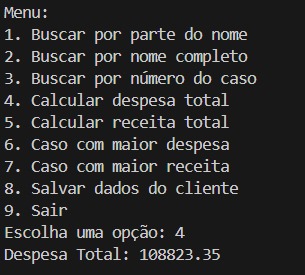 Menu:
1. Buscar por parte do nome
2. Buscar por nome completo
3. Buscar por número do caso
4. Calcular despesa total
5. Calcular receita total
6. Caso com maior despesa
7. Caso com maior receita
8. Salvar dados do cliente
9. Sair
Escolha uma opção: 4
Despesa Total: 108823.35